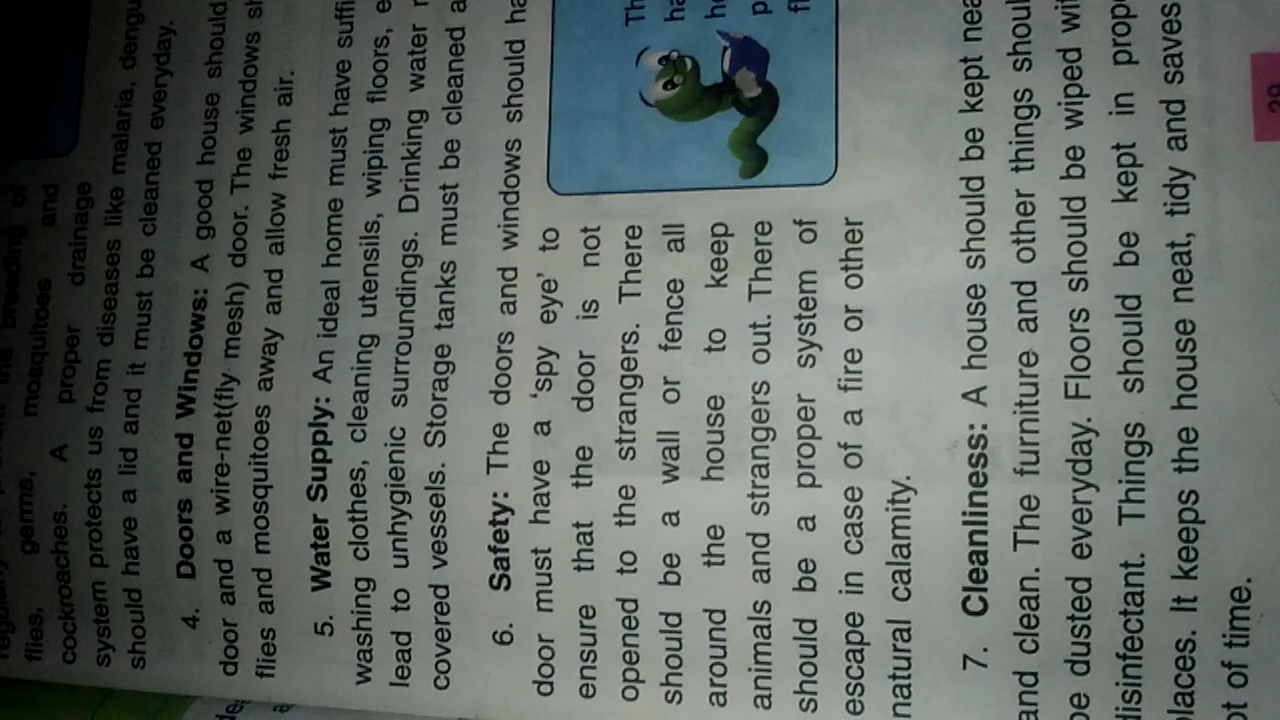 flies, germs, mosquitoes and
cockroaches. A proper drainage
system protects us from diseases like malaria, dengu
should have a lid and it must be cleaned everyday.
4. Doors and Windows: A good house should
door and a wire-net(fly mesh) door. The windows sh
flies and mosquitoes away and allow fresh air.
5. Water Supply: An ideal home must have suffi
washing clothes, cleaning utensils, wiping floors, e
lead to unhygienic surroundings. Drinking water
covered vessels. Storage tanks must be cleaned a
6. Safety: The doors and windows should ha
door must have a 'spy eye' to
ensure that the door is not
opened to the strangers. There
should be a wall or fence all
around the house to keep
animals and strangers out. There
should be a proper system of
escape in case of a fire or other
natural calamity.
Th
ha
h
p
fl
7. Cleanliness: A house should be kept nea
and clean. The furniture and other things shoul
be dusted everyday. Floors should be wiped wit
disinfectant. Things should be kept in prope
places. It keeps the house neat, tidy and saves
ot of time.
29